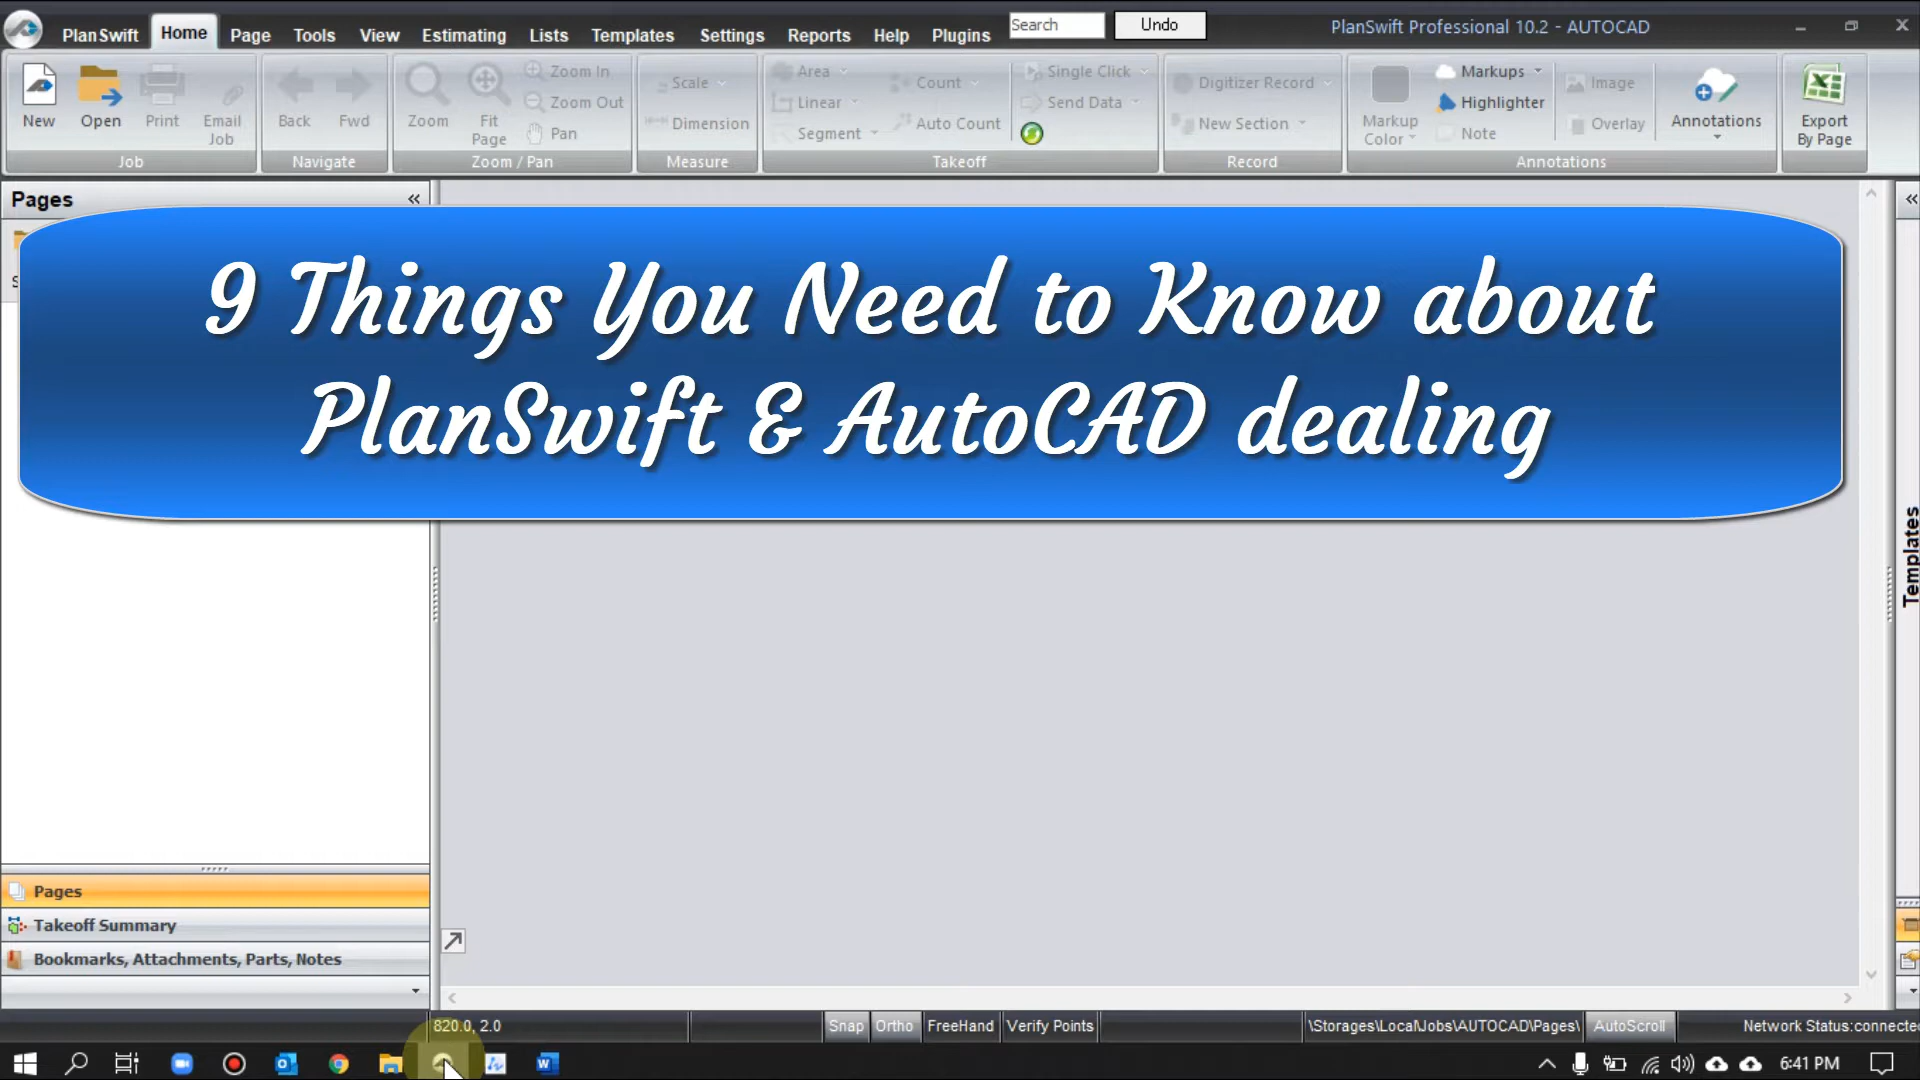 PlanSwift Home Page Tools View Estimating Lists Templates Settings Reports Help Plugins Search Undo PlanSwift Professional 10.2 - AUTOCAD
New Open Print Email Job
Job
Back Fwd
Navigate
Zoom Fit Page Zoom In Zoom Out Pan
Zoom / Pan
Scale Dimension
Measure
Area Linear Segment Count Auto Count Single Click Send Data
Takeoff
Digitizer Record New Section
Record
Markup Color Markups Highlighter Note Image Overlay Annotations
Annotations
Export By Page
Pages
9 Things You Need to Know about
PlanSwift & AutoCAD dealing
Templates
Pages
Takeoff Summary
Bookmarks, Attachments, Parts, Notes
820.0, 2.0 Snap Ortho FreeHand Verify Points \Storages\Local\Jobs\AUTOCAD\Pages\ AutoScroll Network Status:connected
6:41 PM